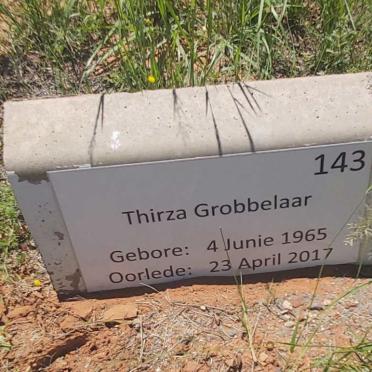 143
Thirza Grobbelaar
Gebore: 4 Junie 1965
Oorlede: 23 April 2017